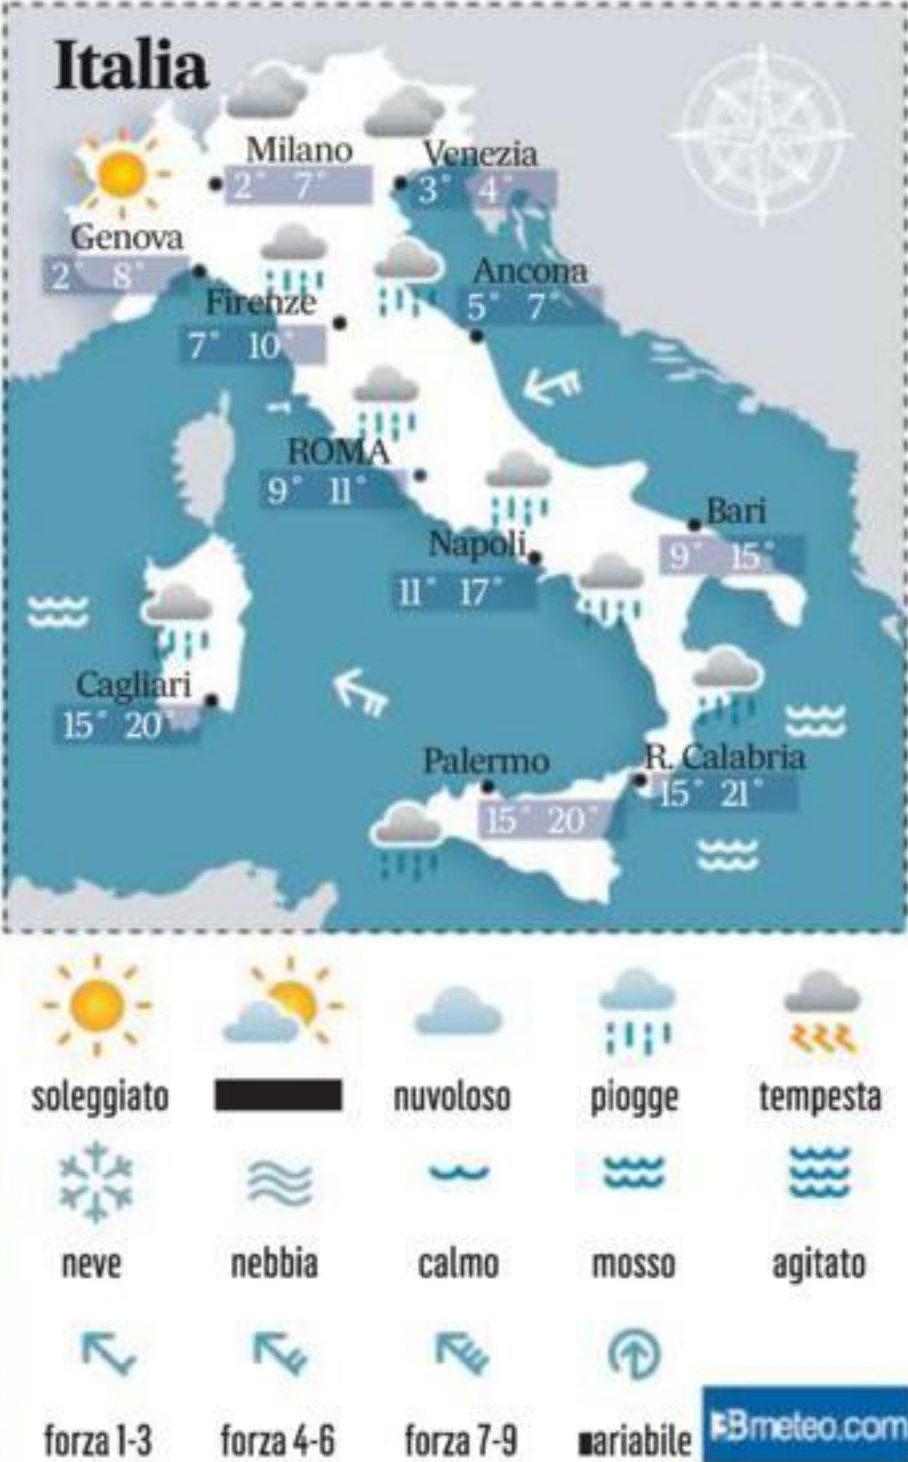 Italia
Milano
2° 7°
Venezia
3° 4°
Genova
2° 8°
Ancona
5° 7°
Firenze
7° 10°
ROMA
9° 11°
Bari
9° 15°
Napoli
11° 17°
Cagliari
15° 20°
Palermo
15° 20°
R. Calabria
15° 21°
soleggiato
nuvoloso
piogge
tempesta
neve
nebbia
calmo
mosso
agitato
forza 1-3
forza 4-6
forza 7-9
ariabile
3Bmeteo.com